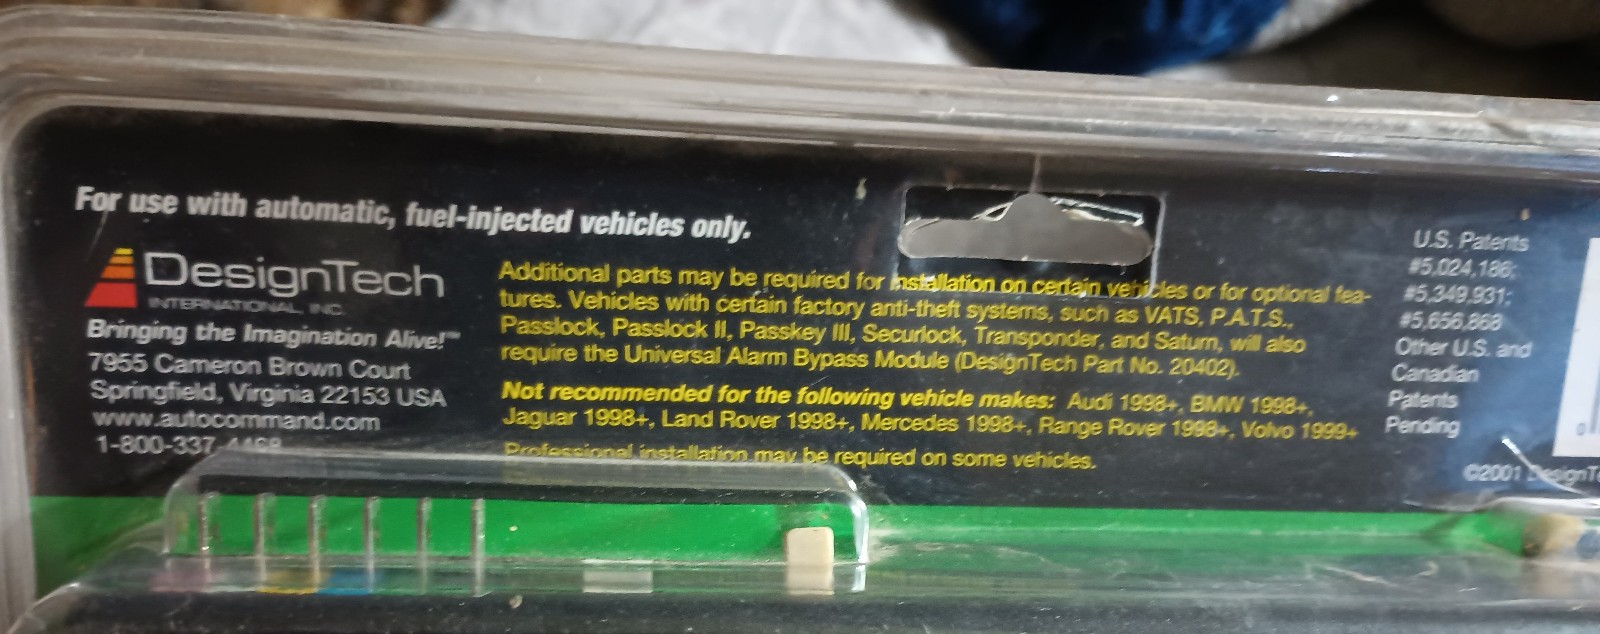 For use with automatic, fuel-injected vehicles only.
DesignTech
INTERNATIONAL, INC.
Bringing the Imagination Alive!™
7955 Cameron Brown Court
Springfield, Virginia 22153 USA
www.autocommand.com
1-800-337-4468
Additional parts may be required for installation on certain vehicles or for optional fea-
tures. Vehicles with certain factory anti-theft systems, such as VATS, P.A.T.S.,
Passlock, Passlock II, Passkey III, Securlock, Transponder, and Saturn, will also
require the Universal Alarm Bypass Module (DesignTech Part No. 20402).
Not recommended for the following vehicle makes: Audi 1998+, BMW 1998+,
Jaguar 1998+, Land Rover 1998+, Mercedes 1998+, Range Rover 1998+, Volvo 1999+
Professional installation may be required on some vehicles.
U.S. Patents
#5,024,186;
#5,349,931;
#5,656,868
Other U.S. and
Canadian
Patents
Pending
0
©2001